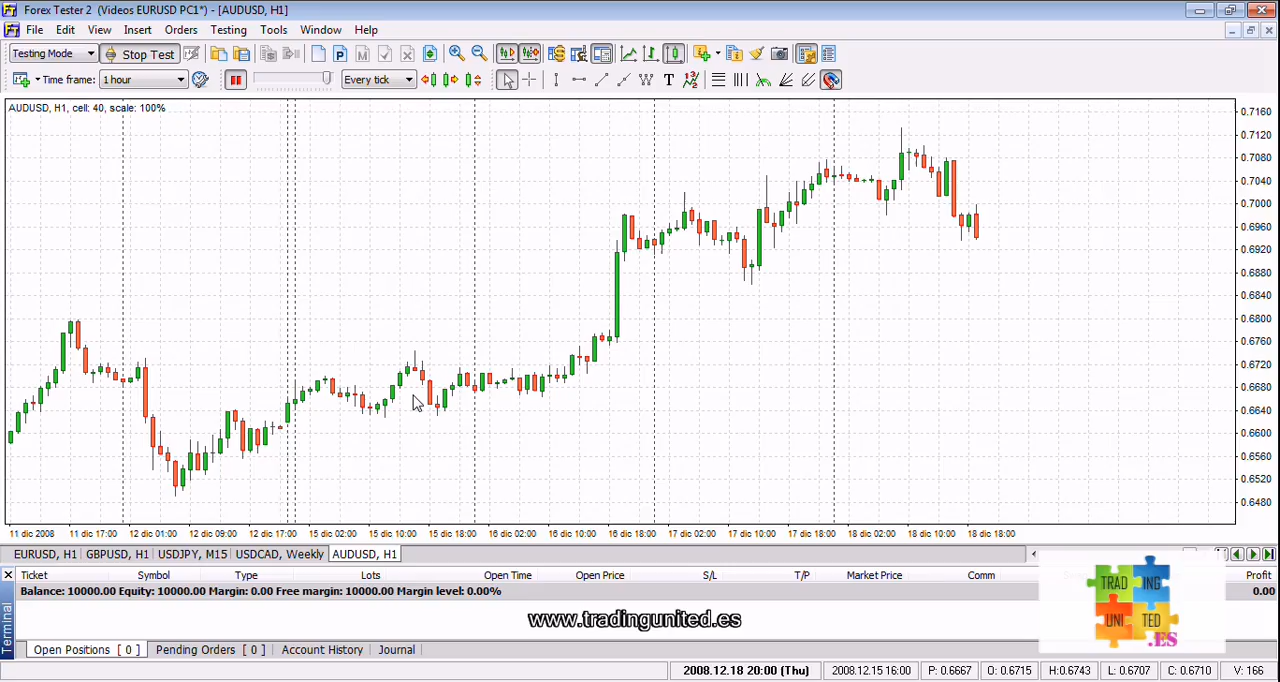 Forex Tester 2 (Videos EURUSD PC1*) - [AUDUSD, H1]
File Edit View Insert Orders Testing Tools Window Help
Testing Mode Stop Test
Time frame: 1 hour Every tick
AUDUSD, H1, cell: 40, scale: 100%
0.7160
0.7132
0.7108
0.7040
0.7000
0.6960
0.6920
0.6880
0.6840
0.6800
0.6760
0.6720
0.6680
0.6640
0.6600
0.6560
0.6520
0.6480
11 dic 2008 11 dic 17:00 12 dic 01:00 12 dic 09:00 12 dic 17:00 15 dic 02:00 15 dic 10:00 15 dic 18:00 16 dic 02:00 16 dic 10:00 16 dic 18:00 17 dic 02:00 17 dic 10:00 17 dic 18:00 18 dic 02:00 18 dic 10:00 18 dic 18:00
EURUSD, H1 GBPUSD, H1 USDJPY, M15 USDCAD, Weekly AUDUSD, H1
Ticket Symbol Type Lots Open Time Open Price S/L T/P Market Price Comm Profit
Balance: 10000.00 Equity: 10000.00 Margin: 0.00 Free margin: 10000.00 Margin level: 0.00% 0.00
TRAD ING
UNI TED
.ES
www.tradingunited.es
Terminal
Open Positions [ 0 ] Pending Orders [ 0 ] Account History Journal
2008.12.18 20:00 (Thu) 2008.12.15 16:00 P: 0.6667 O: 0.6715 H:0.6743 L: 0.6707 C: 0.6710 V: 166